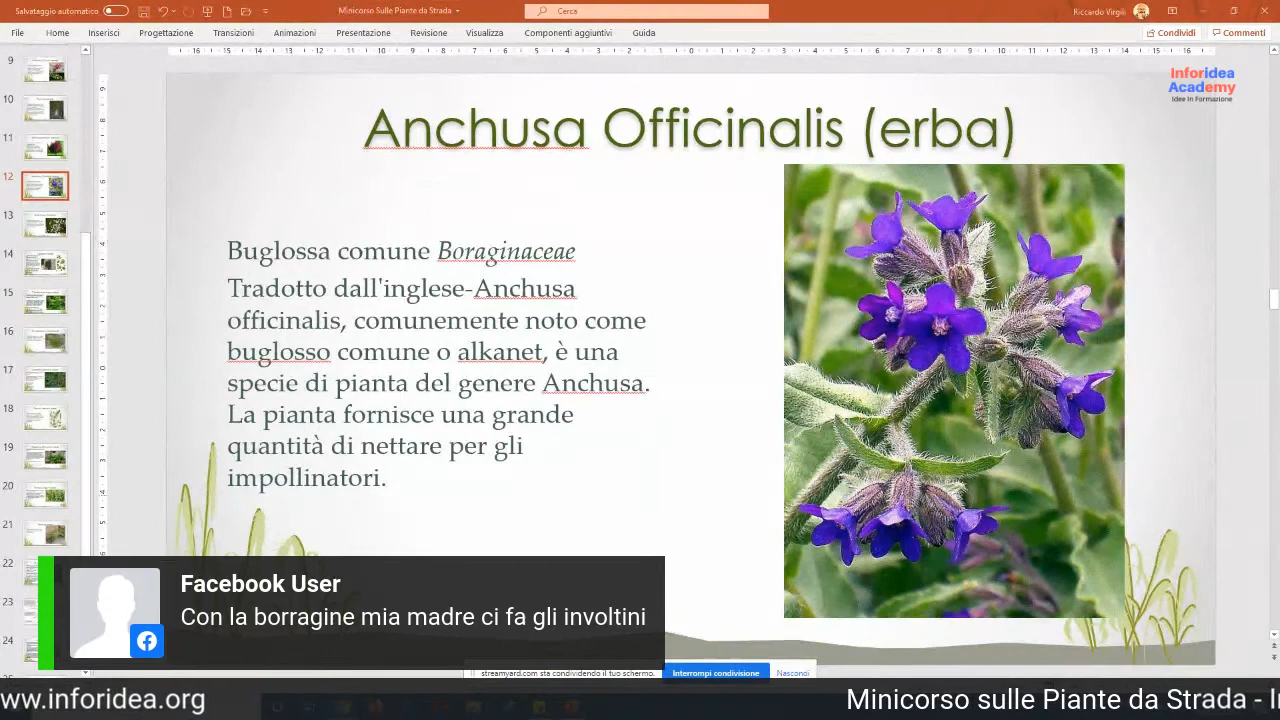 Salvataggio automatico
Minicorso Sulle Piante da Strada
Cerca
Riccardo Virgili
File Home Inserisci Progettazione Transizioni Animazioni Presentazione Revisione Visualizza Componenti aggiuntivi Guida
Condividi Commenti
Inforidea
Academy
Idee In Formazione
Anchusa Officinalis (erba)
Buglossa comune Boraginaceae
Tradotto dall'inglese-Anchusa
officinalis, comunemente noto come
buglosso comune o alkanet, è una
specie di pianta del genere Anchusa.
La pianta fornisce una grande
quantità di nettare per gli
impollinatori.
Facebook User
Con la borragine mia madre ci fa gli involtini
streamyard.com sta condividendo il tuo schermo.
Interrompi condivisione
Nascondi
www.inforidea.org
Minicorso sulle Piante da Strada - I